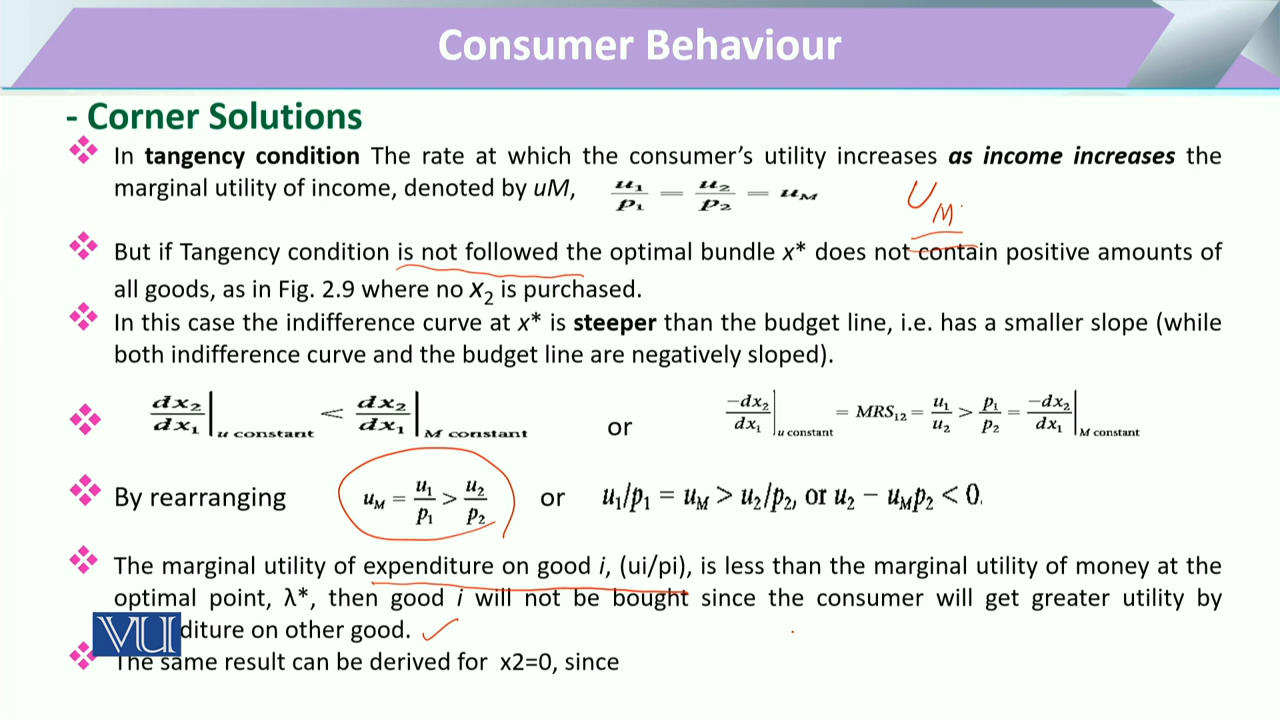 Consumer Behaviour
- Corner Solutions
In tangency condition The rate at which the consumer's utility increases as income increases the
marginal utility of income, denoted by uM, u₁/p₁ = u₂/p₂ = u_M
U_M
But if Tangency condition is not followed the optimal bundle x* does not contain positive amounts of
all goods, as in Fig. 2.9 where no x₂ is purchased.
In this case the indifference curve at x* is steeper than the budget line, i.e. has a smaller slope (while
both indifference curve and the budget line are negatively sloped).
dx₂/dx₁ |u constant < dx₂/dx₁ |M constant or -dx₂/dx₁ |u constant = MRS₁₂ = u₁/u₂ > p₁/p₂ = -dx₂/dx₁ |M constant
By rearranging u_M = u₁/p₁ > u₂/p₂ or u₁/p₁ = u_M > u₂/p₂, or u₂ − u_M p₂ < 0.
The marginal utility of expenditure on good i, (ui/pi), is less than the marginal utility of money at the
optimal point, λ*, then good i will not be bought since the consumer will get greater utility by
VU diture on other good.
The same result can be derived for x2=0, since